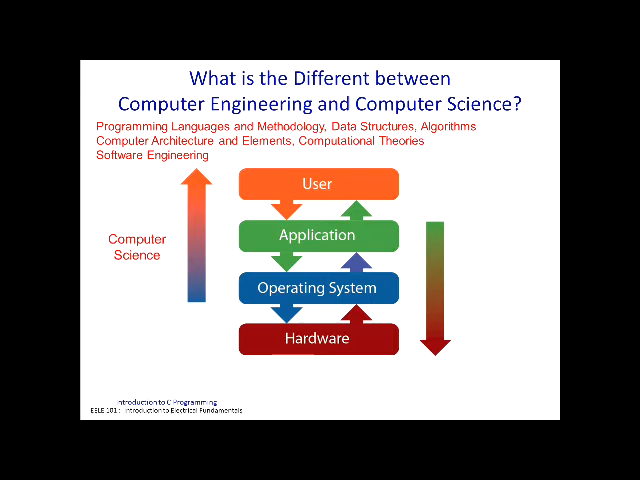 What is the Different between
Computer Engineering and Computer Science?
Programming Languages and Methodology, Data Structures, Algorithms
Computer Architecture and Elements, Computational Theories
Software Engineering
User
Application
Computer
Science
Operating System
Hardware
Introduction to C Programming
EELE 101 : Introduction to Electrical Fundamentals